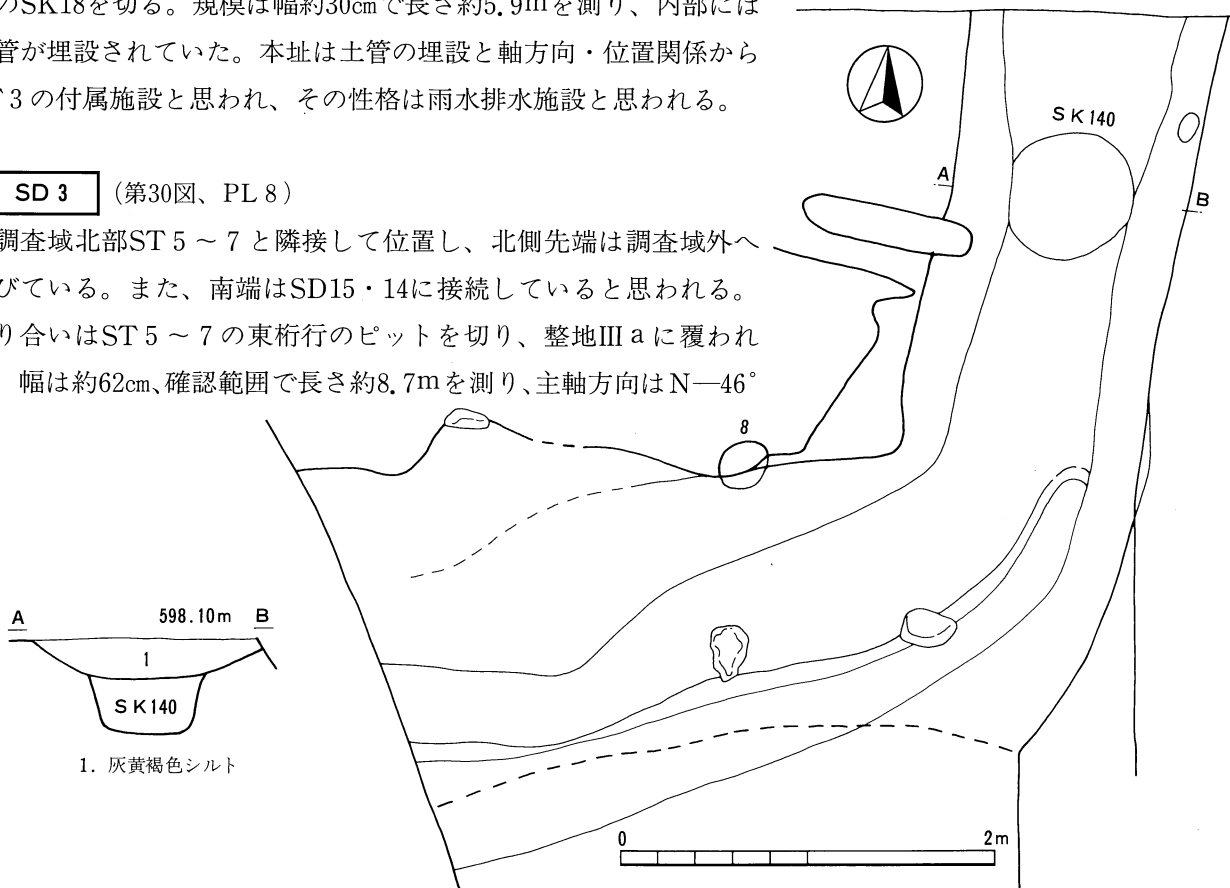 のSK18を切る。規模は幅約30cmで長さ約5.9mを測り、内部には
管が埋設されていた。本址は土管の埋設と軸方向・位置関係から
3の付属施設と思われ、その性格は雨水排水施設と思われる。
SD 3 (第30図、PL 8)
調査域北部ST 5～7と隣接して位置し、北側先端は調査域外へ
びている。また、南端はSD15・14に接続していると思われる。
り合いはST 5～7の東桁行のピットを切り、整地Ⅲaに覆われ
幅は約62cm、確認範囲で長さ約8.7mを測り、主軸方向はN—46°
SK140
A
B
8
A 598.10m B
1
SK140
1. 灰黄褐色シルト
0 2m